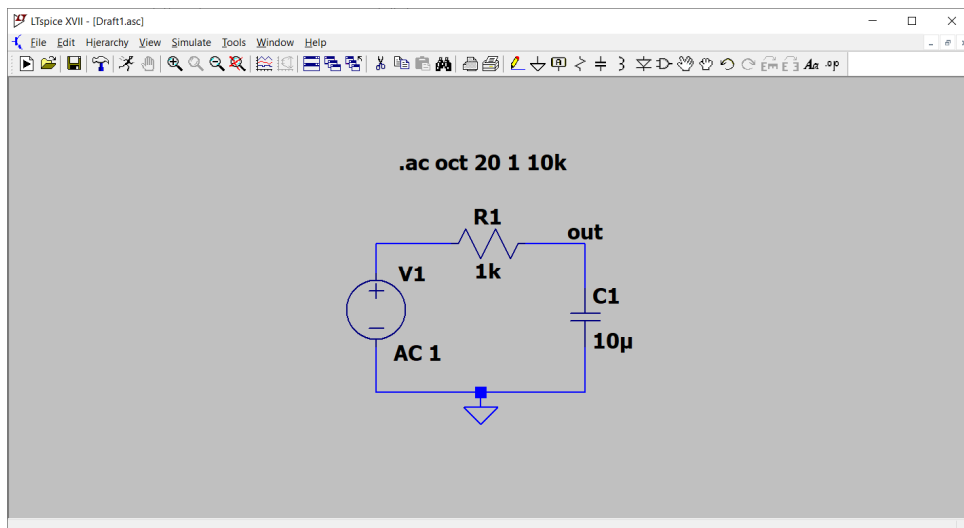 LTspice XVII - [Draft1.asc]
File Edit Hierarchy View Simulate Tools Window Help
.ac oct 20 1 10k
R1
out
V1
1k
C1
10µ
AC 1